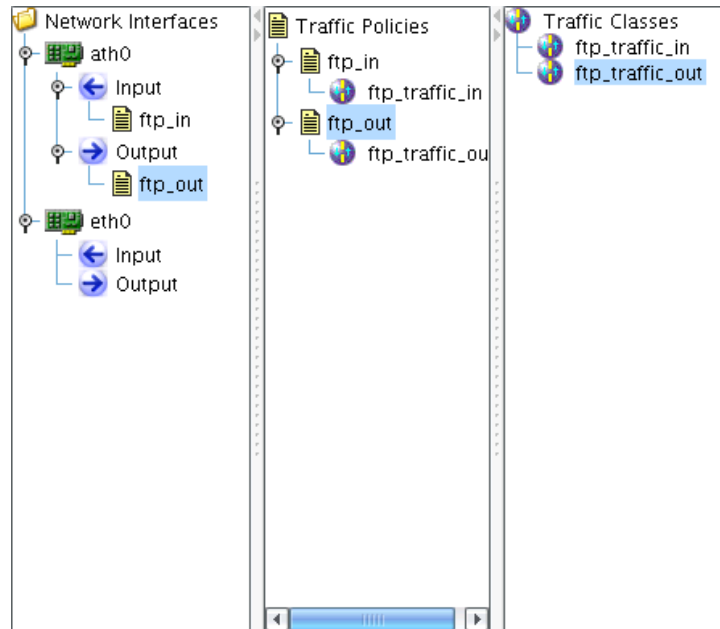 Network Interfaces
ath0
Input
ftp_in
Output
ftp_out
eth0
Input
Output
Traffic Policies
ftp_in
ftp_traffic_in
ftp_out
ftp_traffic_ou
Traffic Classes
ftp_traffic_in
ftp_traffic_out